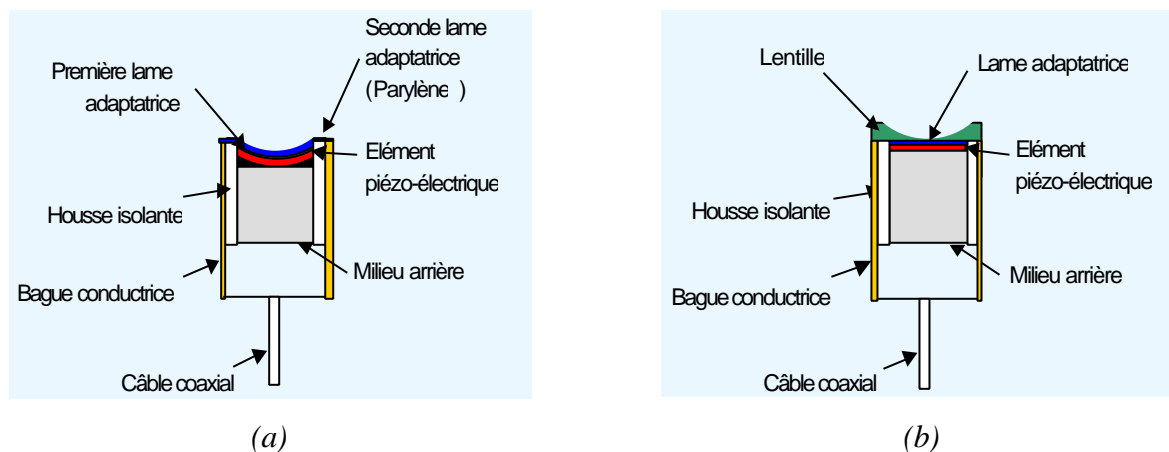 Seconde lame
adaptatrice
(Parylène )
Première lame
adaptatrice
Elément
piézo-électrique
Housse isolante
Milieu arrière
Bague conductrice
Câble coaxial
(a)
Lentille
Lame adaptatrice
Elément
piézo-électrique
Housse isolante
Milieu arrière
Bague conductrice
Câble coaxial
(b)